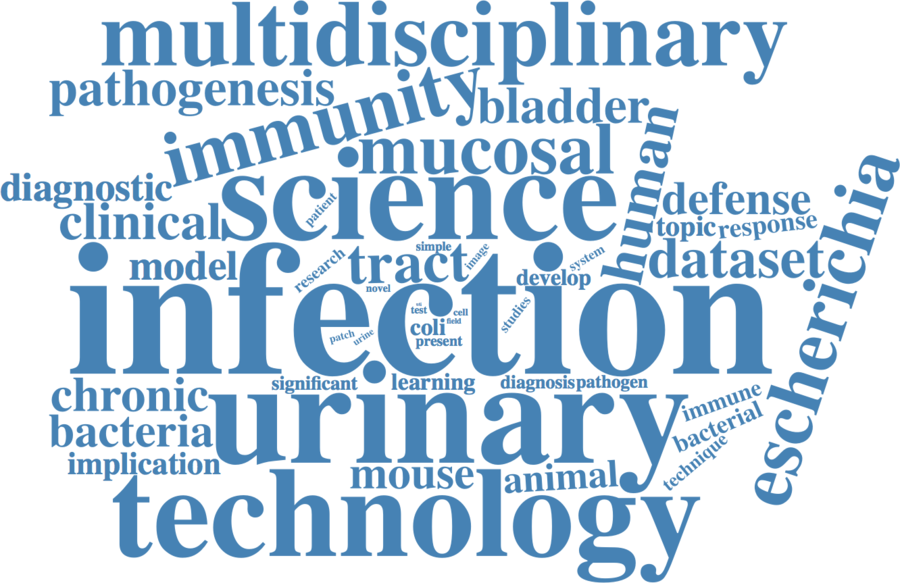 multidisciplinary
pathogenesis
immunity
bladder
human
mucosal
science
diagnostic
clinical
patient
defense
topic
response
escherichia
simple
image
system
model
research
tract
develop
dataset
novel
infection
studies
uti
test
cell
field
coli
patch
urine
present
significant
learning
diagnosis
pathogen
chronic
urinary
immune
bacteria
bacterial
technique
implication
mouse
animal
technology